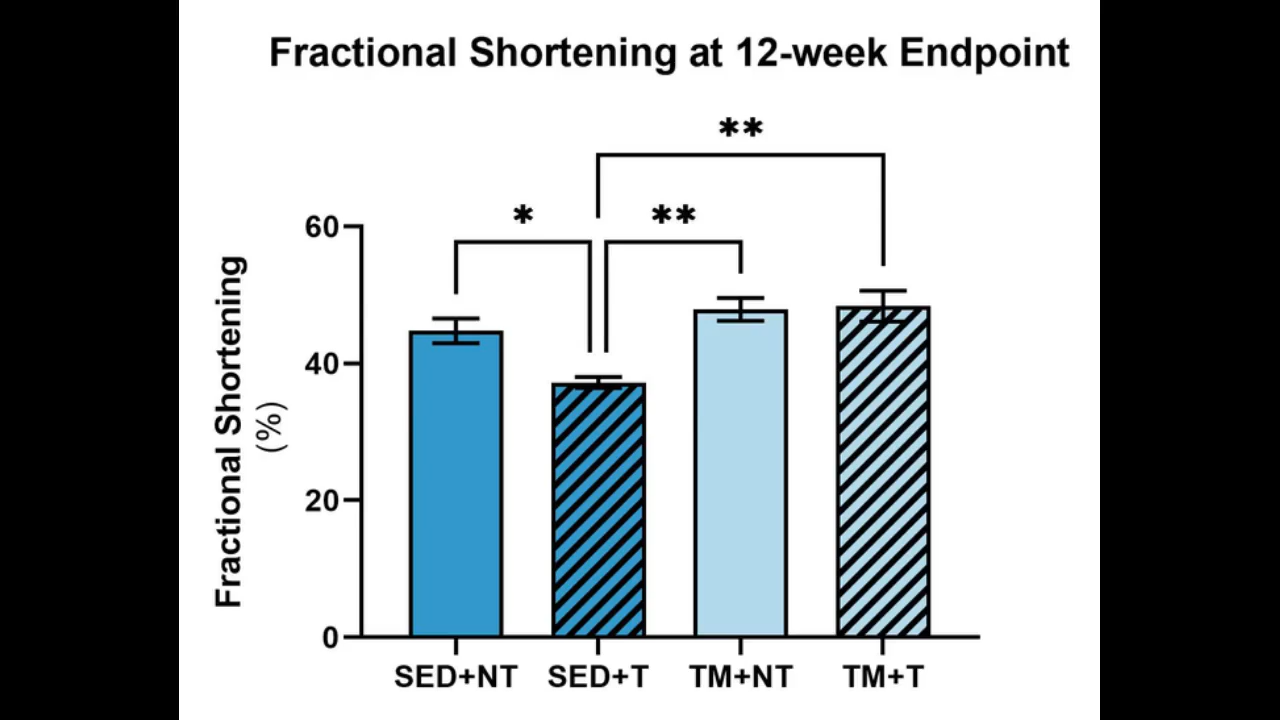 Fractional Shortening at 12-week Endpoint
**
* **
60
40
20
0
Fractional Shortening
(%)
SED+NT SED+T TM+NT TM+T